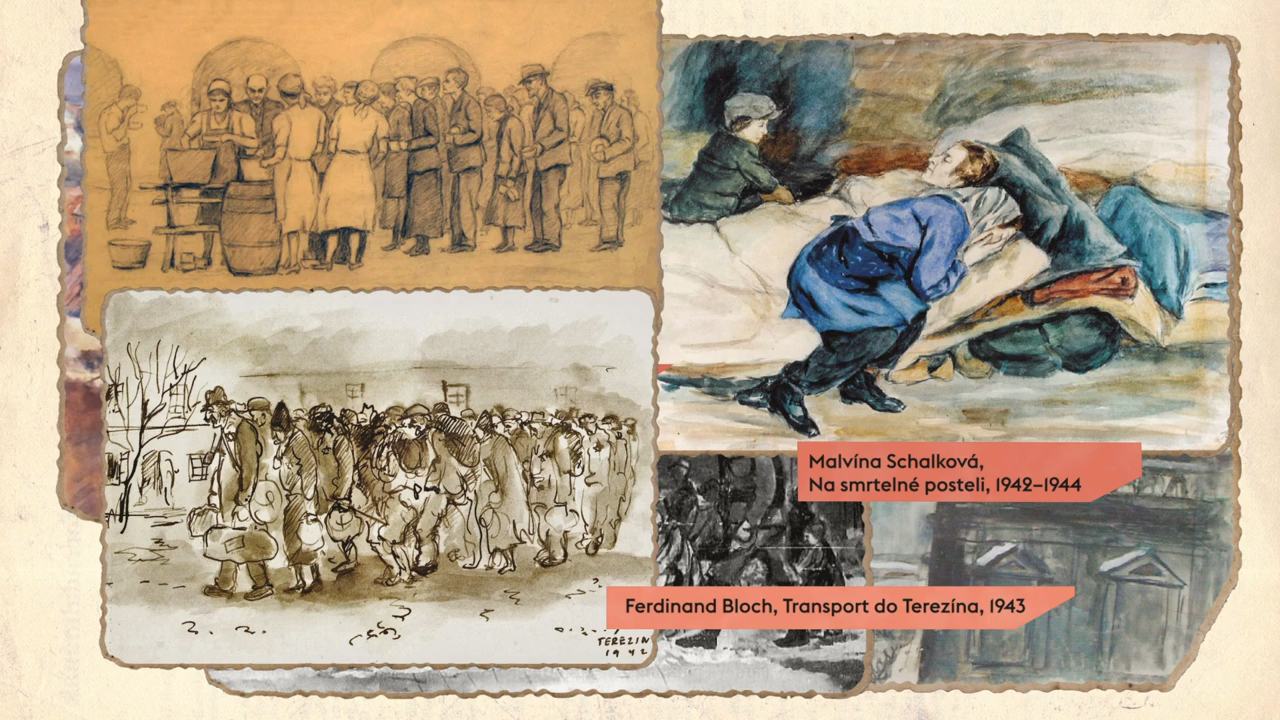 Malvína Schalková,
Na smrtelné posteli, 1942–1944
Ferdinand Bloch, Transport do Terezína, 1943
TEREZIN
1942